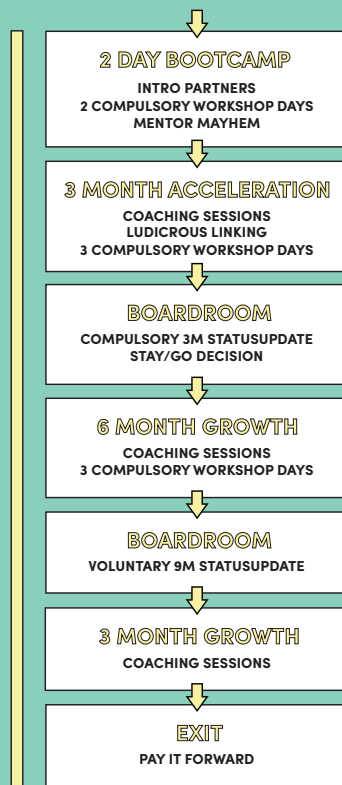 2 DAY BOOTCAMP
INTRO PARTNERS
2 COMPULSORY WORKSHOP DAYS
MENTOR MAYHEM
3 MONTH ACCELERATION
COACHING SESSIONS
LUDICROUS LINKING
3 COMPULSORY WORKSHOP DAYS
BOARDROOM
COMPULSORY 3M STATUSUPDATE
STAY/GO DECISION
6 MONTH GROWTH
COACHING SESSIONS
3 COMPULSORY WORKSHOP DAYS
BOARDROOM
VOLUNTARY 9M STATUSUPDATE
3 MONTH GROWTH
COACHING SESSIONS
EXIT
PAY IT FORWARD